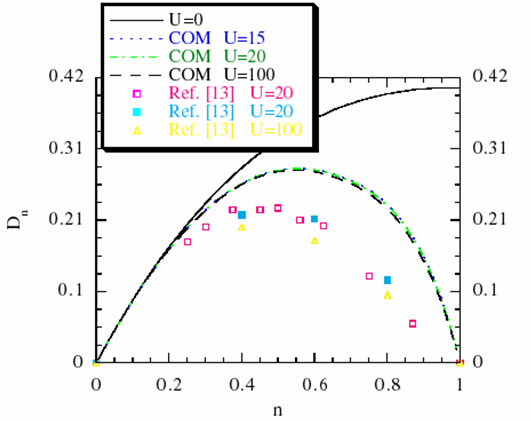 U=0
COM U=15
COM U=20
COM U=100
Ref. [13] U=20
Ref. [13] U=20
Ref. [13] U=100
0.42
0.42
0.31
0.31
0.21
0.21
0.1
0.1
0
0
Dn
0
0.2
0.4
0.6
0.8
1
n